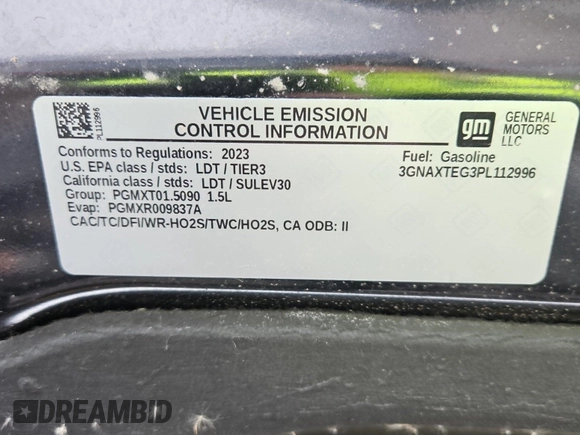 VEHICLE EMISSION
CONTROL INFORMATION
gm
GENERAL
MOTORS
LLC
PL112996
Conforms to Regulations: 2023
U.S. EPA class / stds: LDT / TIER3
California class / stds: LDT / SULEV30
Group: PGMXT01.5090 1.5L
Evap: PGMXR009837A
CAC/TC/DFI/WR-HO2S/TWC/HO2S, CA ODB: II
Fuel: Gasoline
3GNAXTEG3PL112996
DREAMBID